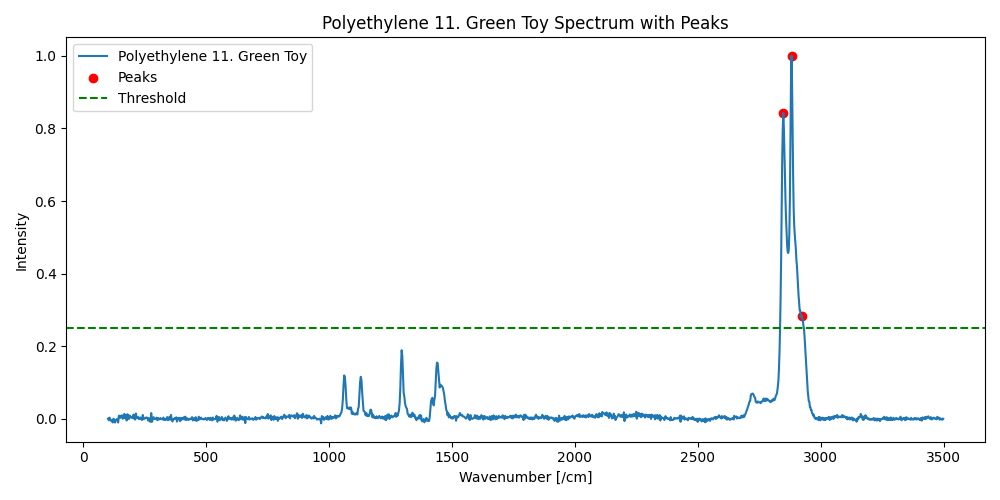 Polyethylene 11. Green Toy Spectrum with Peaks
Polyethylene 11. Green Toy
Peaks
Threshold
Intensity
1.0
0.8
0.6
0.4
0.2
0.0
0 500 1000 1500 2000 2500 3000 3500
Wavenumber [/cm]